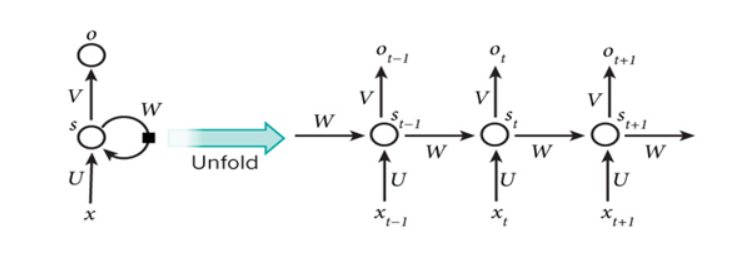 o
o_{t-1} o_t o_{t+1}
V W V V V
s W s_{t-1} s_t s_{t+1}
Unfold W W W
U U U U
x x_{t-1} x_t x_{t+1}